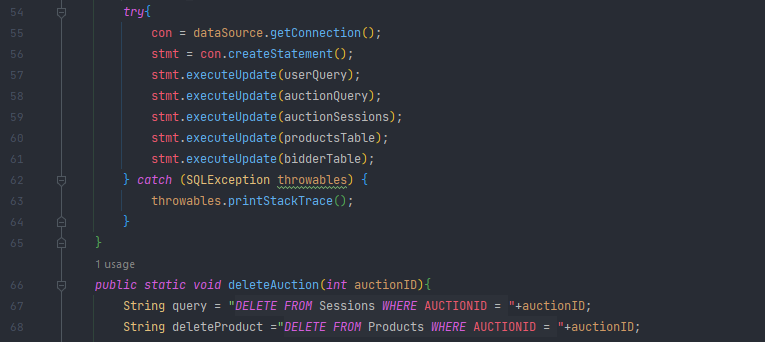 54 try{
55 con = dataSource.getConnection();
56 stmt = con.createStatement();
57 stmt.executeUpdate(userQuery);
58 stmt.executeUpdate(auctionQuery);
59 stmt.executeUpdate(auctionSessions);
60 stmt.executeUpdate(productsTable);
61 stmt.executeUpdate(bidderTable);
62 } catch (SQLException throwables) {
63 throwables.printStackTrace();
64 }
65 }
1 usage
66 public static void deleteAuction(int auctionID){
67 String query = "DELETE FROM Sessions WHERE AUCTIONID = "+auctionID;
68 String deleteProduct ="DELETE FROM Products WHERE AUCTIONID = "+auctionID;